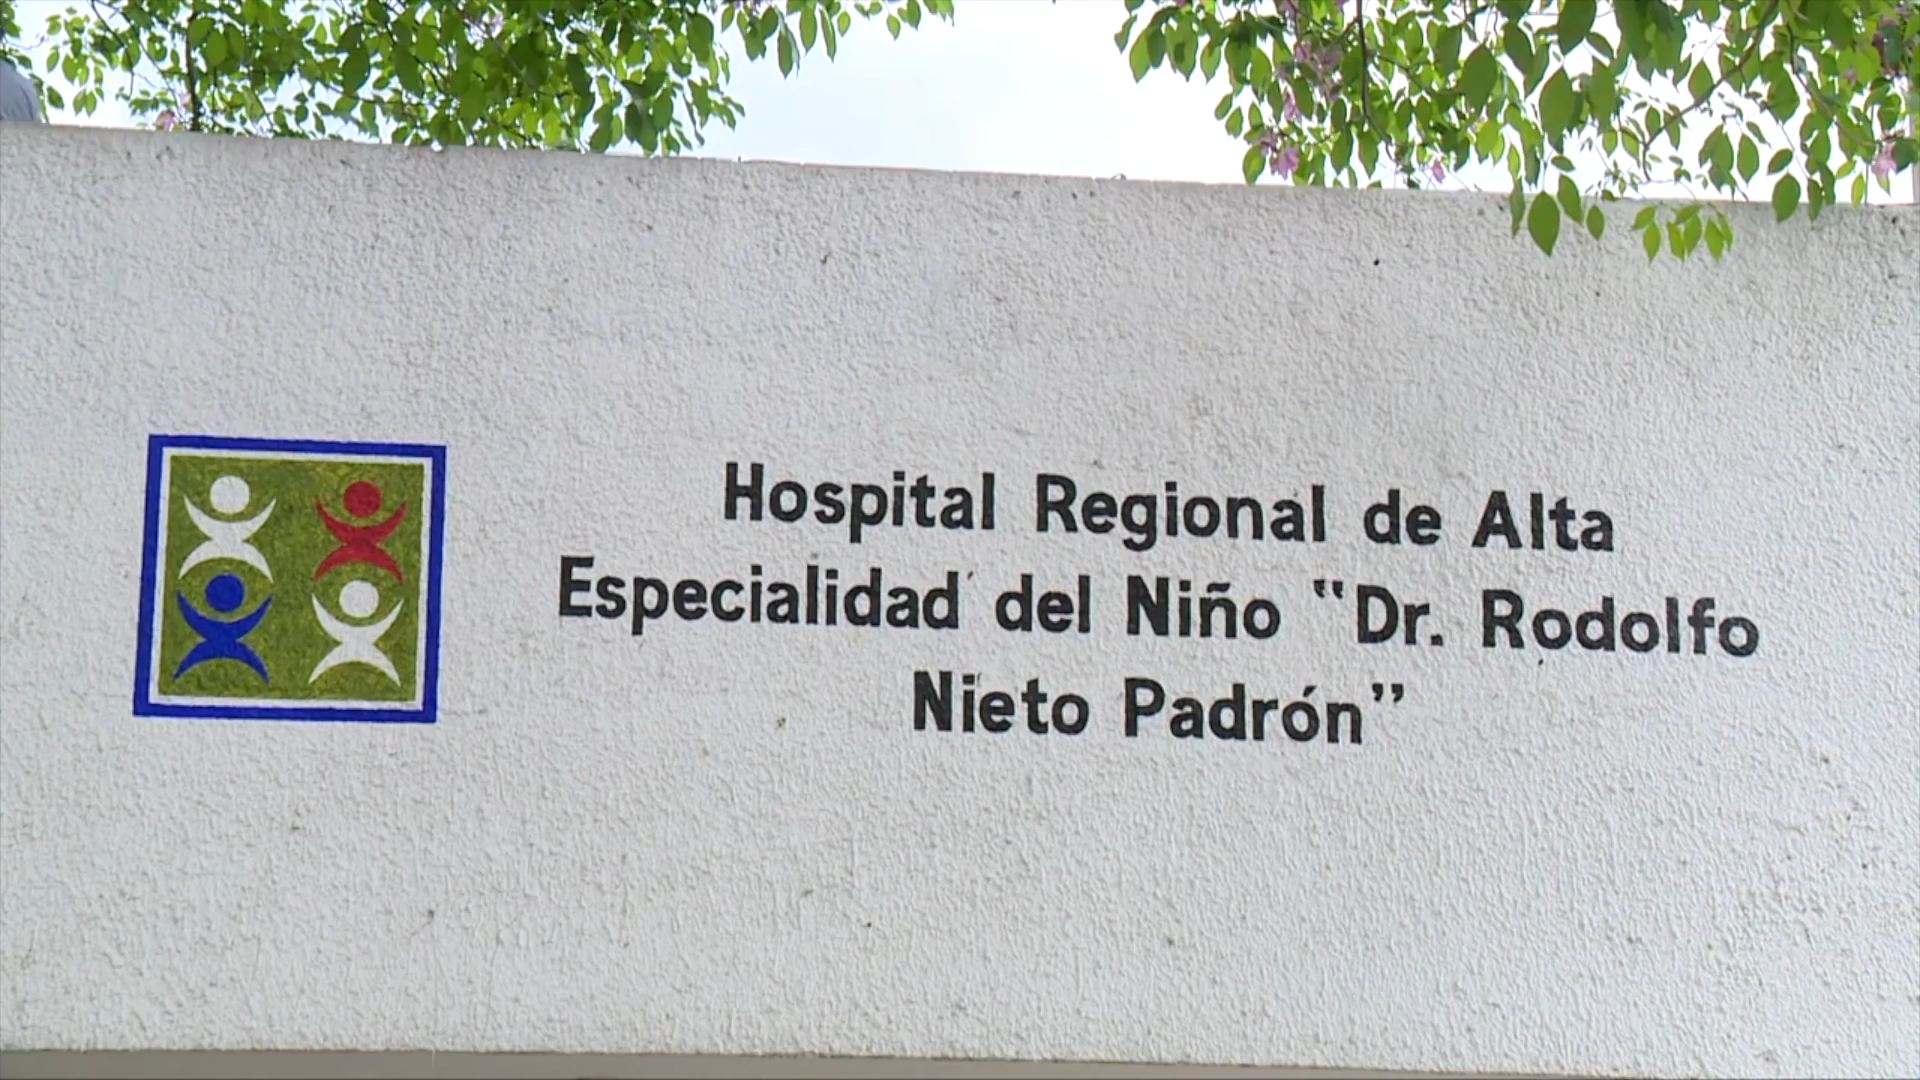 Hospital Regional de Alta
Especialidad del Niño "Dr. Rodolfo
Nieto Padrón"